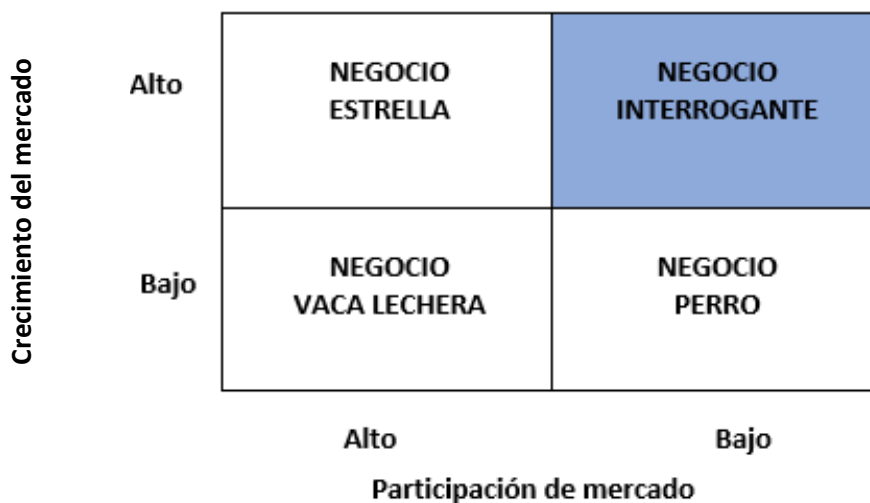 Crecimiento del mercado
Alto
NEGOCIO
ESTRELLA
NEGOCIO
INTERROGANTE
Bajo
NEGOCIO
VACA LECHERA
NEGOCIO
PERRO
Alto
Bajo
Participación de mercado